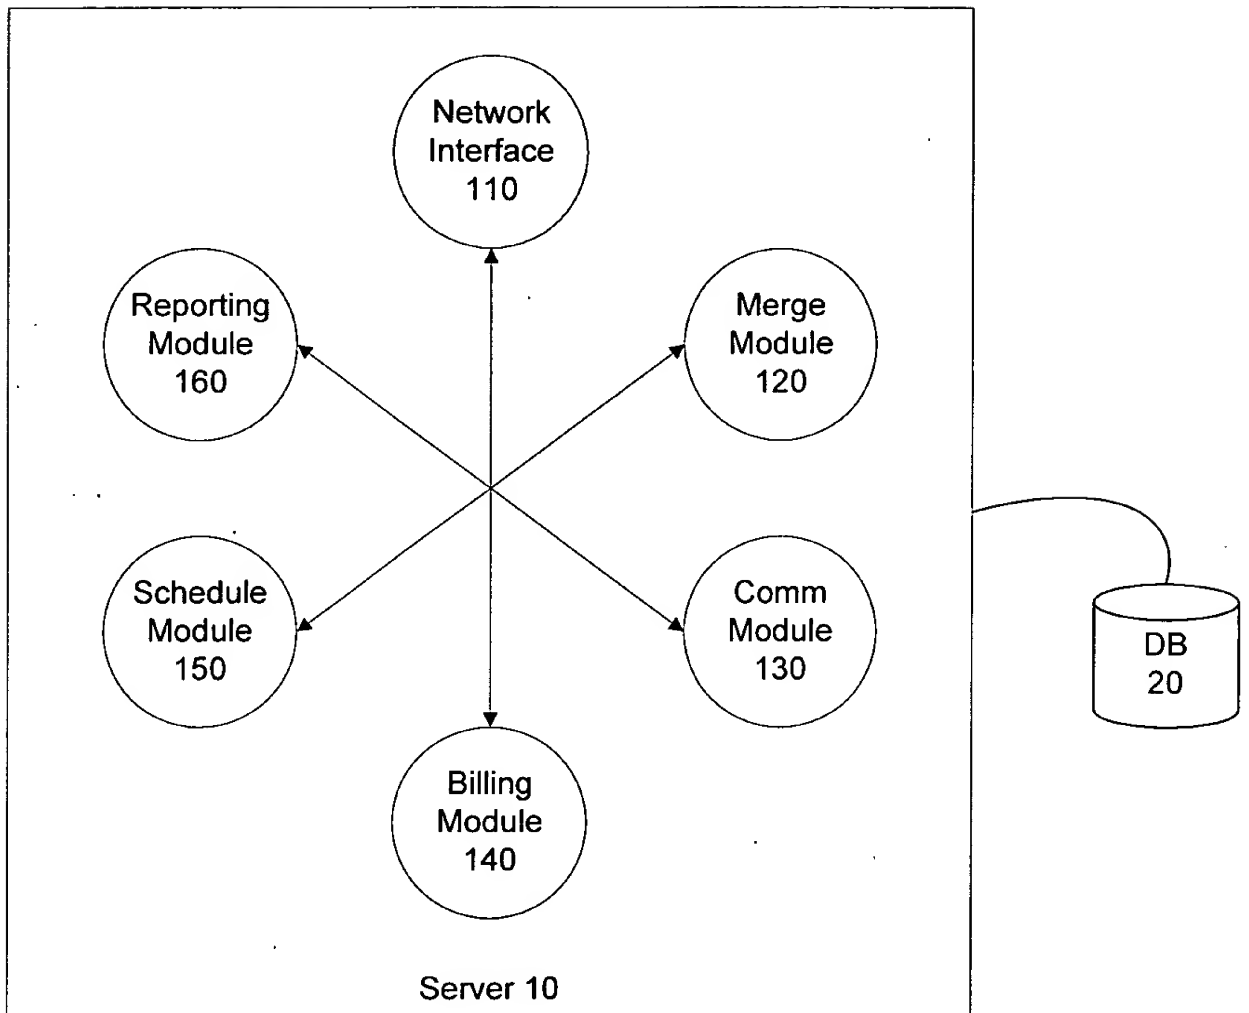 Network
Interface
110
Reporting
Module
160
Merge
Module
120
Schedule
Module
150
Comm
Module
130
DB
20
Billing
Module
140
Server 10